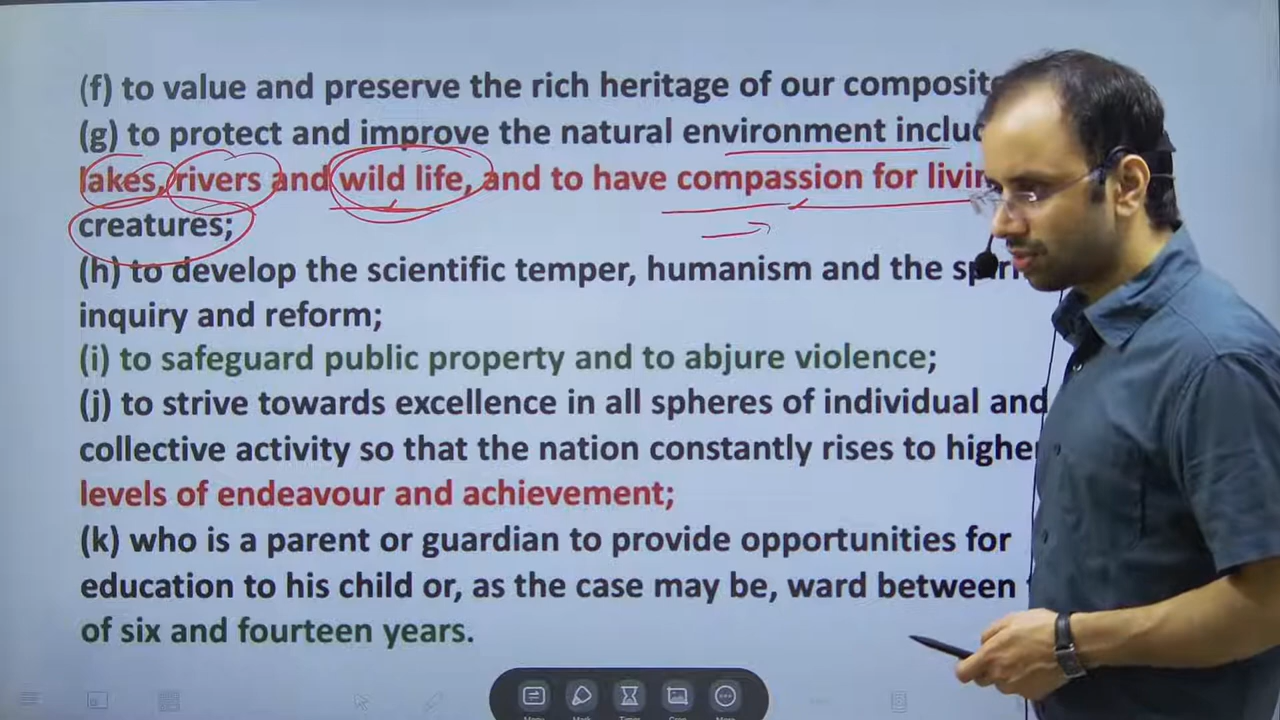 (f) to value and preserve the rich heritage of our composite
(g) to protect and improve the natural environment includ
lakes, rivers and wild life, and to have compassion for livin
creatures;
(h) to develop the scientific temper, humanism and the spiri
inquiry and reform;
(i) to safeguard public property and to abjure violence;
(j) to strive towards excellence in all spheres of individual and
collective activity so that the nation constantly rises to higher
levels of endeavour and achievement;
(k) who is a parent or guardian to provide opportunities for
education to his child or, as the case may be, ward between
of six and fourteen years.